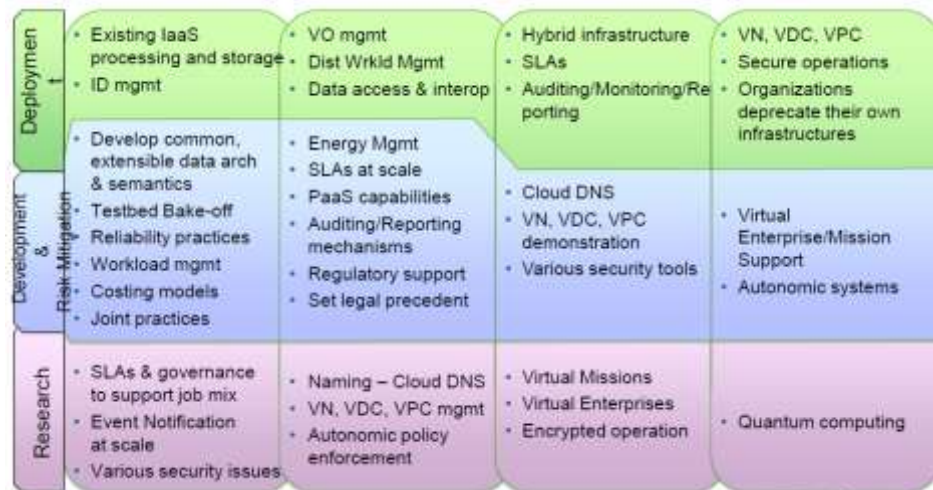 Deploymen
t
• Existing IaaS
processing and storage
• ID mgmt
• VO mgmt
• Dist Wrkld Mgmt
• Data access & interop
• Hybrid infrastructure
• SLAs
• Auditing/Monitoring/Re
porting
• VN, VDC, VPC
• Secure operations
• Organizations
deprecate their own
infrastructures
Development
&
Risk Mitigation
• Develop common,
extensible data arch
& semantics
• Testbed Bake-off
• Reliability practices
• Workload mgmt
• Costing models
• Joint practices
• Energy Mgmt
• SLAs at scale
• PaaS capabilities
• Auditing/Reporting
mechanisms
• Regulatory support
• Set legal precedent
• Cloud DNS
• VN, VDC, VPC
demonstration
• Various security tools
• Virtual
Enterprise/Mission
Support
• Autonomic systems
Research
• SLAs & governance
to support job mix
• Event Notification
at scale
• Various security issues
• Naming – Cloud DNS
• VN, VDC, VPC mgmt
• Autonomic policy
enforcement
• Virtual Missions
• Virtual Enterprises
• Encrypted operation
• Quantum computing